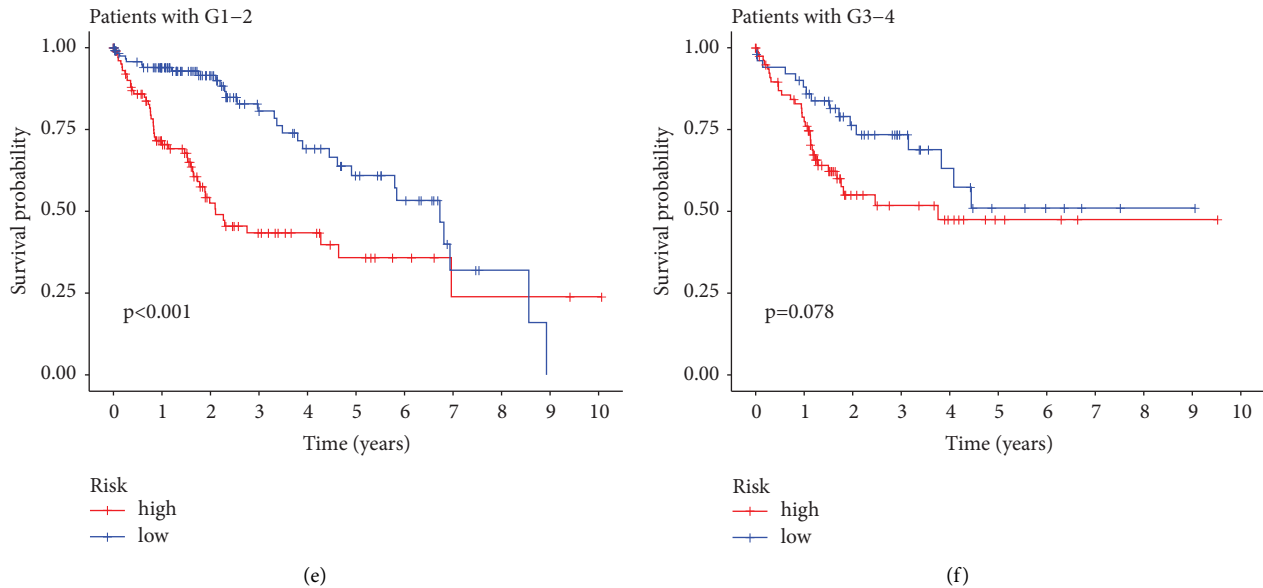 Patients with G1−2
1.00
0.75
0.50
0.25
0.00
Survival probability
p<0.001
0 1 2 3 4 5 6 7 8 9 10
Time (years)
Risk
high
low
(e)
Patients with G3−4
1.00
0.75
0.50
0.25
0.00
Survival probability
p=0.078
0 1 2 3 4 5 6 7 8 9 10
Time (years)
Risk
high
low
(f)